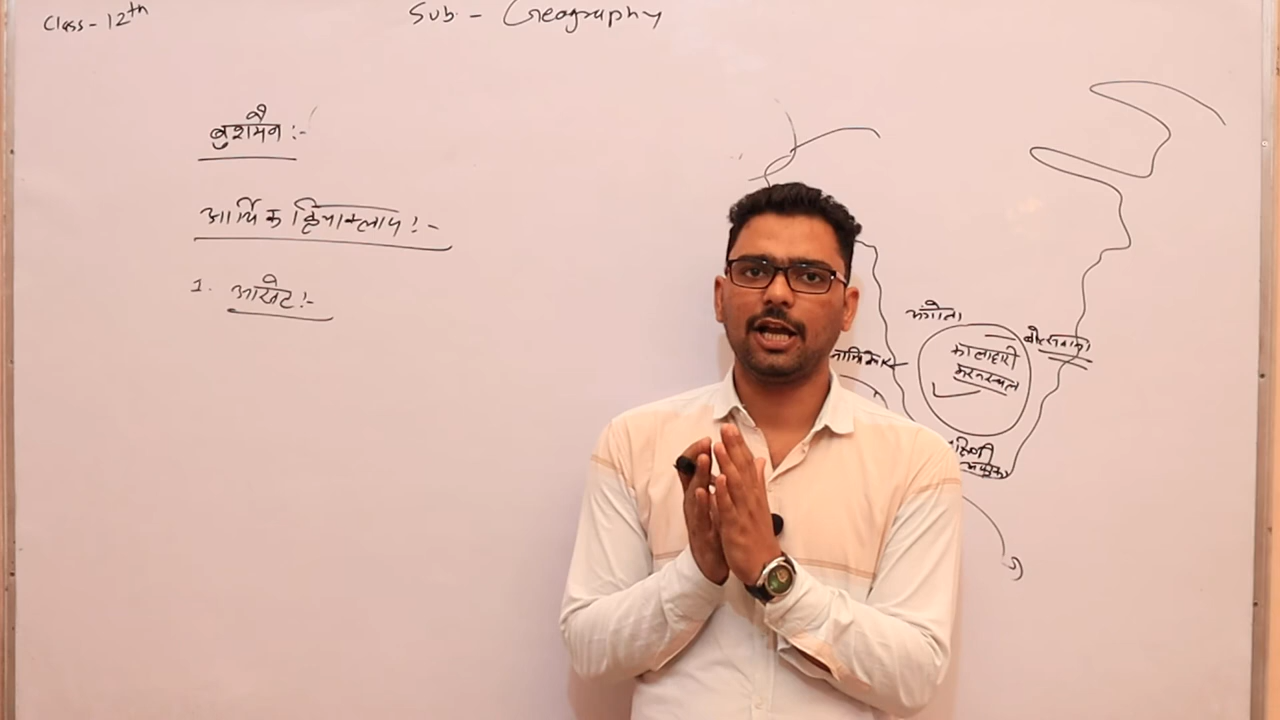 Class - 12th
Sub. - Geography
बुशमैन :-
आर्थिक क्रियाकलाप :-
1. आखेट :-
अंगोला
बोत्सवाना
कालाहारी
मरुस्थल